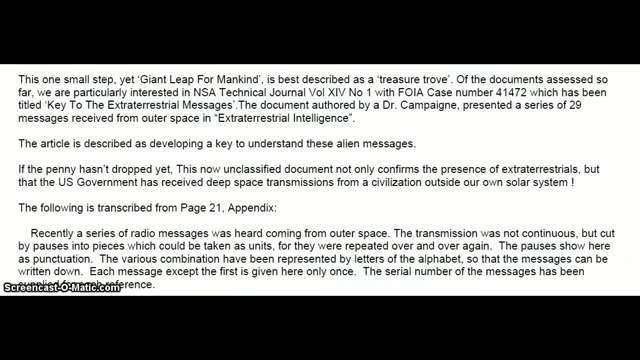 This one small step, yet 'Giant Leap For Mankind', is best described as a 'treasure trove'. Of the documents assessed so
far, we are particularly interested in NSA Technical Journal Vol XIV No 1 with FOIA Case number 41472 which has been
titled 'Key To The Extraterrestrial Messages'.The document authored by a Dr. Campaigne, presented a series of 29
messages received from outer space in "Extraterrestrial Intelligence".
The article is described as developing a key to understand these alien messages.
If the penny hasn't dropped yet, This now unclassified document not only confirms the presence of extraterrestrials, but
that the US Government has received deep space transmissions from a civilization outside our own solar system !
The following is transcribed from Page 21, Appendix:
Recently a series of radio messages was heard coming from outer space. The transmission was not continuous, but cut
by pauses into pieces which could be taken as units, for they were repeated over and over again. The pauses show here
as punctuation. The various combination have been represented by letters of the alphabet, so that the messages can be
written down. Each message except the first is given here only once. The serial number of the messages has been
reference.
Screencast-O-Matic.com